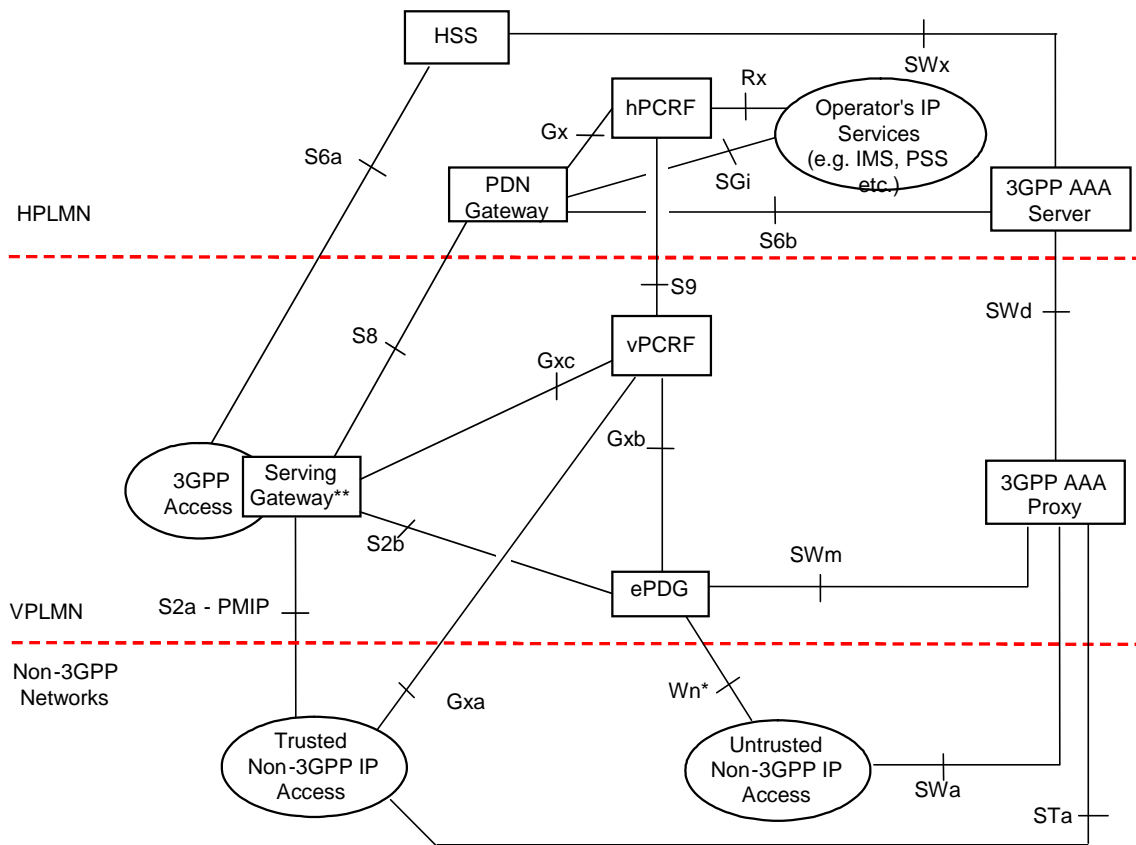 HSS
SWx
hPCRF
Rx
Operator's IP
Services
(e.g. IMS, PSS
etc.)
Gx
S6a
PDN
Gateway
SGi
3GPP AAA
Server
HPLMN
S6b
S9
SWd
S8
vPCRF
Gxc
Gxb
3GPP
Access
Serving
Gateway**
3GPP AAA
Proxy
S2b
SWm
ePDG
S2a - PMIP
VPLMN
Non-3GPP
Networks
Gxa
Wn*
Trusted
Non-3GPP IP
Access
Untrusted
Non-3GPP IP
Access
SWa
STa